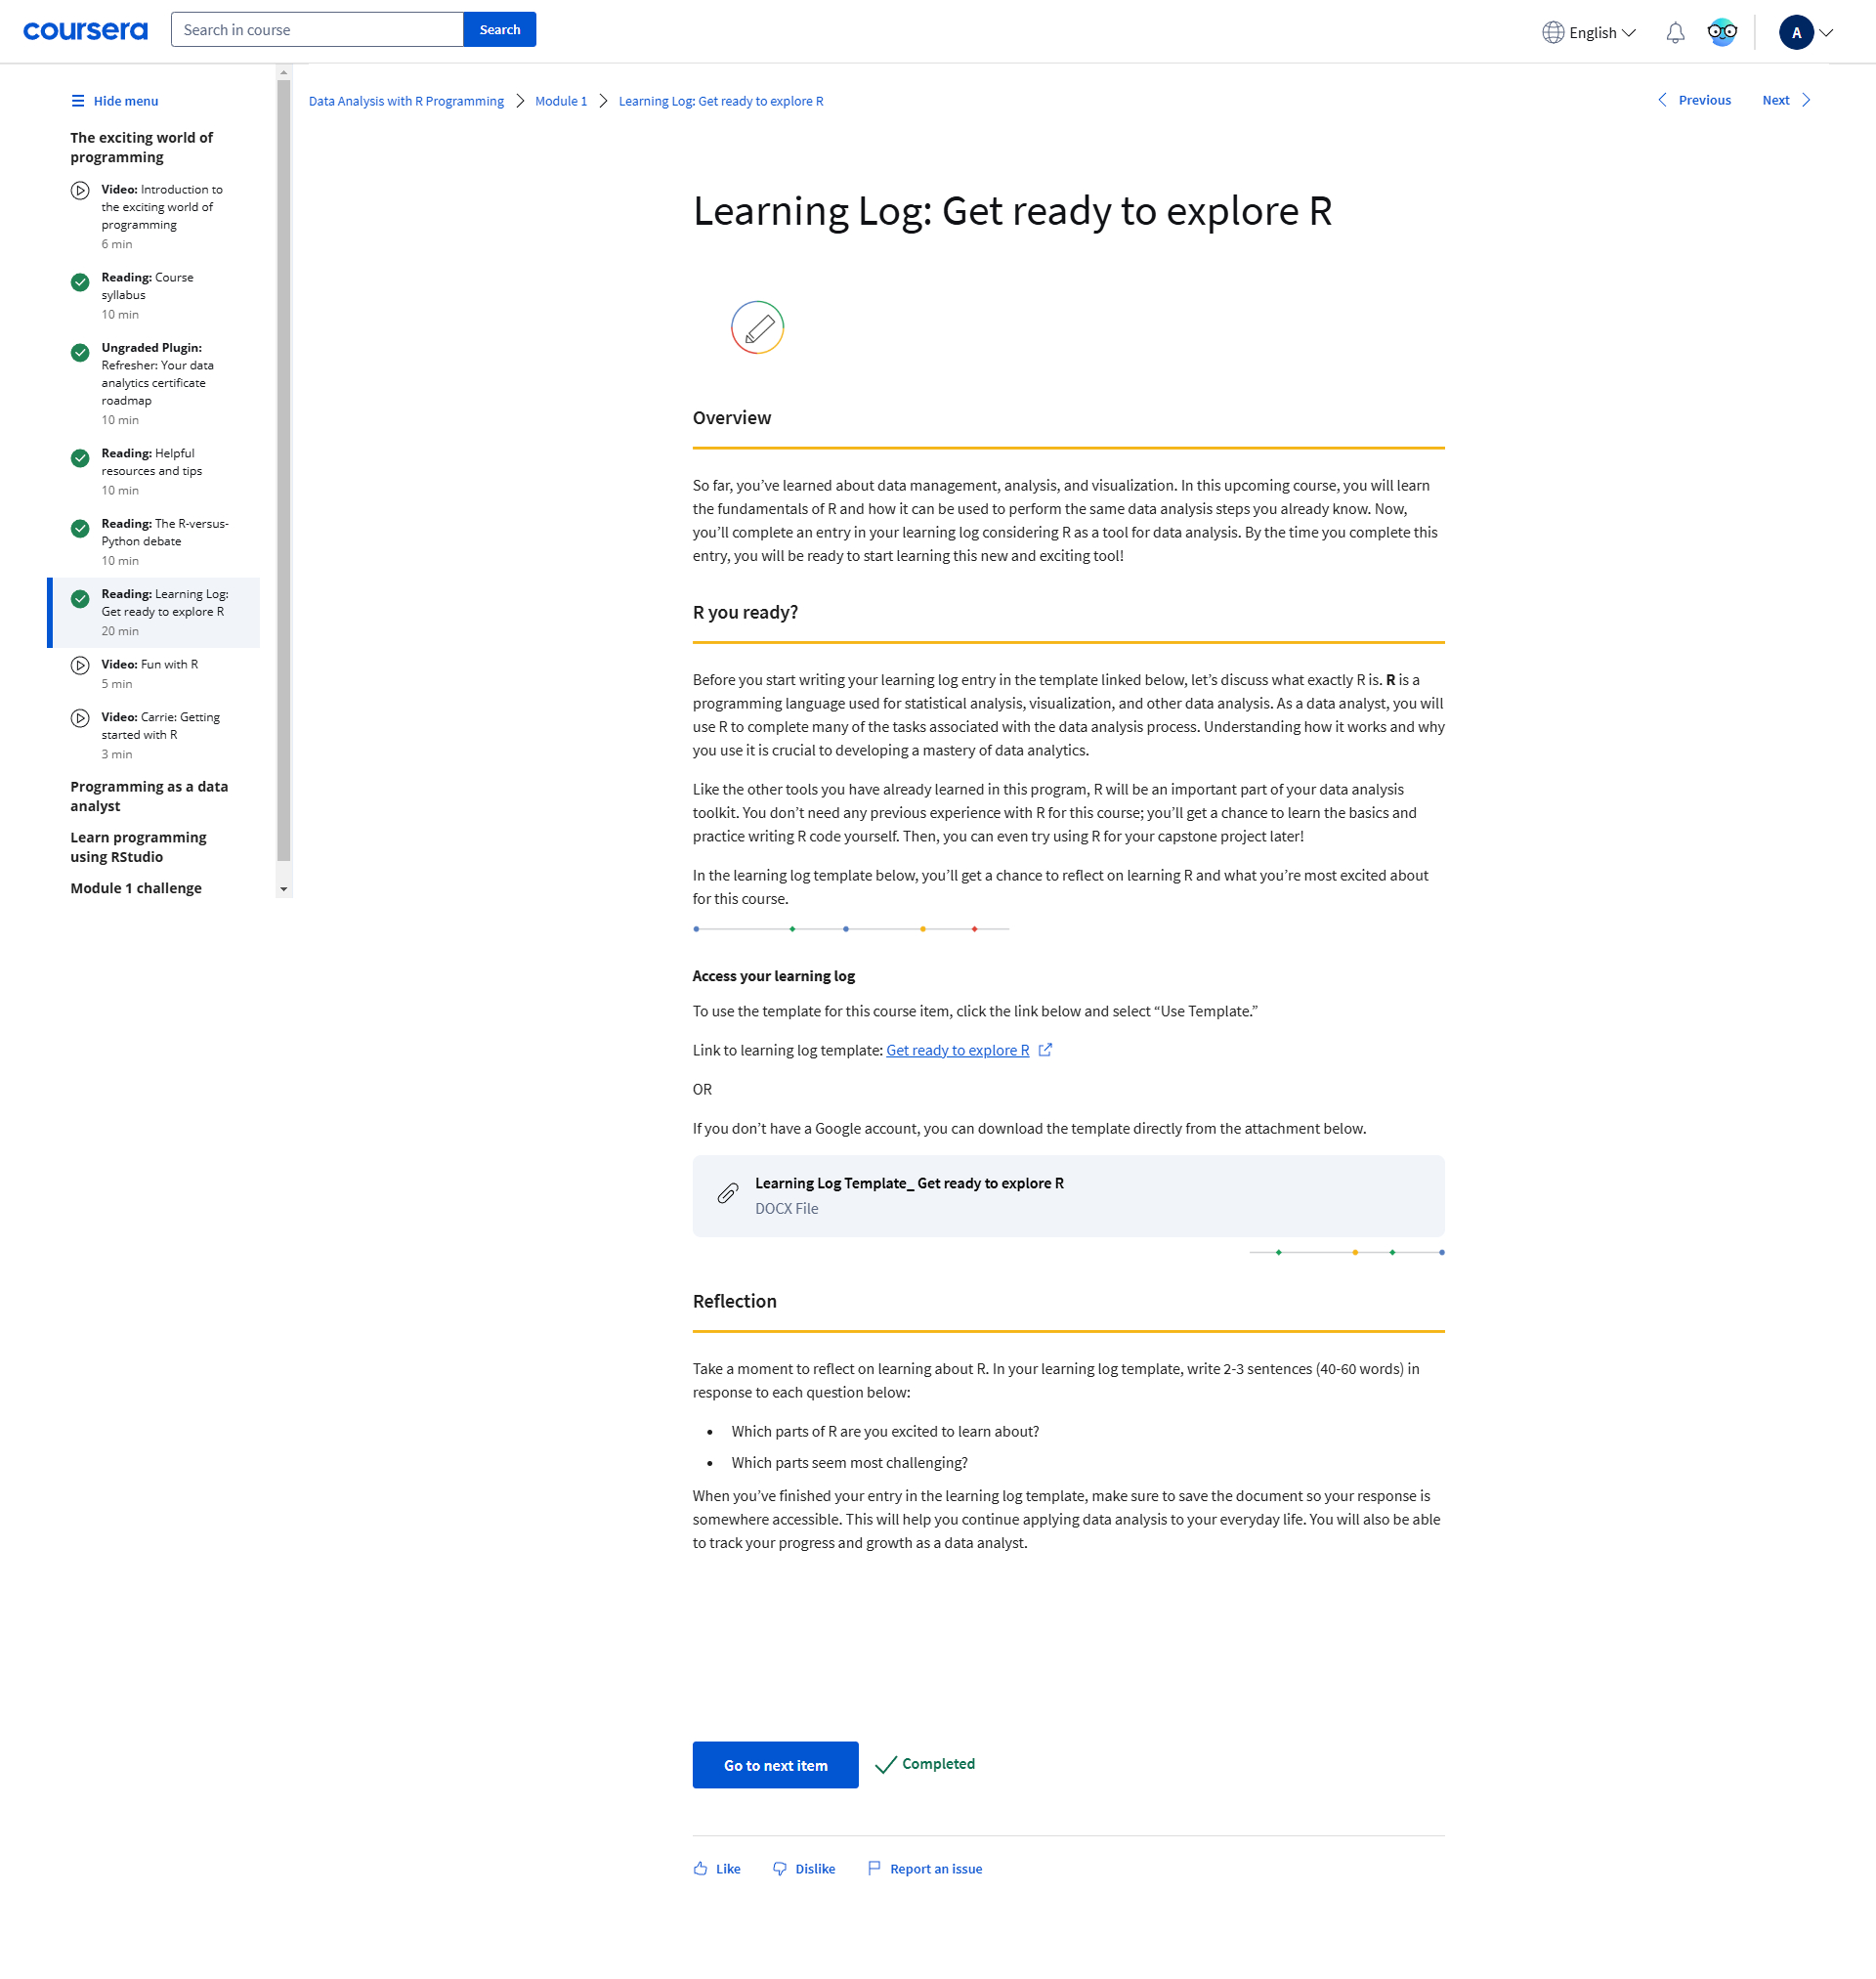 coursera
Search in course
Search
English
A
Hide menu
The exciting world of
programming
Video: Introduction to
the exciting world of
programming
6 min
Reading: Course
syllabus
10 min
Ungraded Plugin:
Refresher: Your data
analytics certificate
roadmap
10 min
Reading: Helpful
resources and tips
10 min
Reading: The R-versus-
Python debate
10 min
Reading: Learning Log:
Get ready to explore R
20 min
Video: Fun with R
5 min
Video: Carrie: Getting
started with R
3 min
Programming as a data
analyst
Learn programming
using RStudio
Module 1 challenge
Data Analysis with R Programming
Module 1
Learning Log: Get ready to explore R
Previous
Next
Learning Log: Get ready to explore R
Overview
So far, you’ve learned about data management, analysis, and visualization. In this upcoming course, you will learn
the fundamentals of R and how it can be used to perform the same data analysis steps you already know. Now,
you’ll complete an entry in your learning log considering R as a tool for data analysis. By the time you complete this
entry, you will be ready to start learning this new and exciting tool!
R you ready?
Before you start writing your learning log entry in the template linked below, let’s discuss what exactly R is. R is a
programming language used for statistical analysis, visualization, and other data analysis. As a data analyst, you will
use R to complete many of the tasks associated with the data analysis process. Understanding how it works and why
you use it is crucial to developing a mastery of data analytics.
Like the other tools you have already learned in this program, R will be an important part of your data analysis
toolkit. You don’t need any previous experience with R for this course; you’ll get a chance to learn the basics and
practice writing R code yourself. Then, you can even try using R for your capstone project later!
In the learning log template below, you’ll get a chance to reflect on learning R and what you’re most excited about
for this course.
Access your learning log
To use the template for this course item, click the link below and select “Use Template.”
Link to learning log template: Get ready to explore R
OR
If you don’t have a Google account, you can download the template directly from the attachment below.
Learning Log Template_ Get ready to explore R
DOCX File
Reflection
Take a moment to reflect on learning about R. In your learning log template, write 2-3 sentences (40-60 words) in
response to each question below:
• Which parts of R are you excited to learn about?
• Which parts seem most challenging?
When you’ve finished your entry in the learning log template, make sure to save the document so your response is
somewhere accessible. This will help you continue applying data analysis to your everyday life. You will also be able
to track your progress and growth as a data analyst.
Go to next item
Completed
Like
Dislike
Report an issue